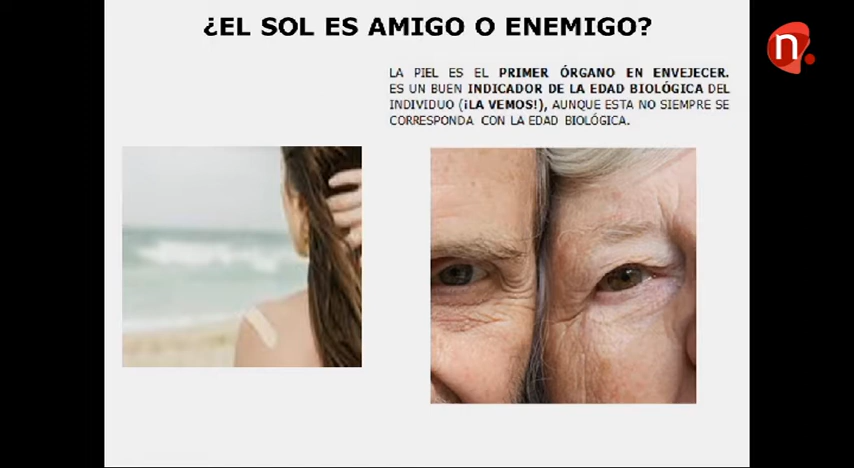 ¿EL SOL ES AMIGO O ENEMIGO?
n
LA PIEL ES EL PRIMER ÓRGANO EN ENVEJECER.
ES UN BUEN INDICADOR DE LA EDAD BIOLÓGICA DEL
INDIVIDUO (¡LA VEMOS!), AUNQUE ESTA NO SIEMPRE SE
CORRESPONDA CON LA EDAD BIOLÓGICA.